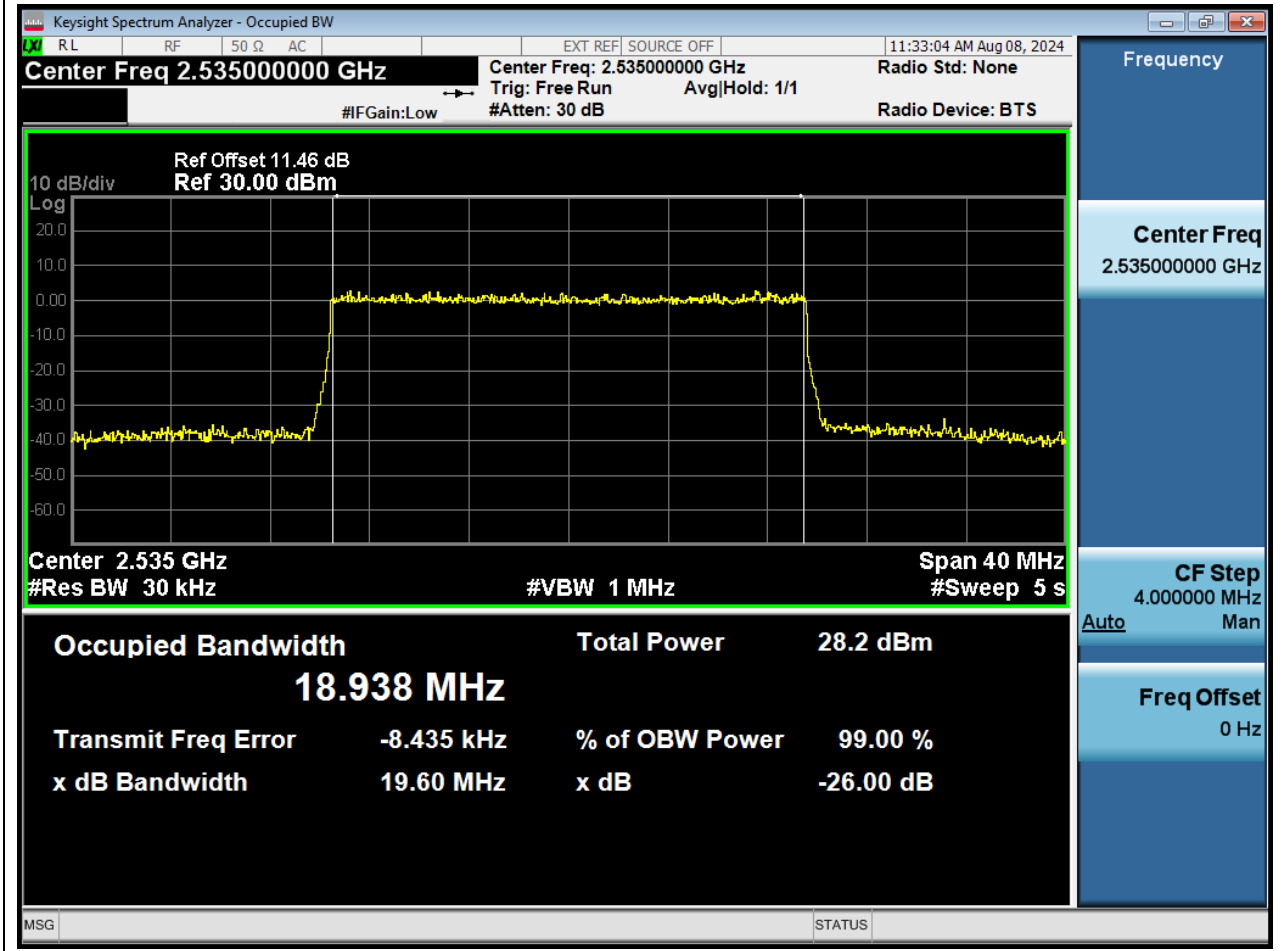 Keysight Spectrum Analyzer - Occupied BW
LXI RL RF 50 Ω AC EXT REF SOURCE OFF 11:33:04 AM Aug 08, 2024
Center Freq 2.535000000 GHz
#IFGain:Low
Center Freq: 2.535000000 GHz
Trig: Free Run Avg|Hold: 1/1
#Atten: 30 dB
Radio Std: None
Radio Device: BTS
Ref Offset 11.46 dB
10 dB/div Ref 30.00 dBm
Log
20.0
10.0
0.00
-10.0
-20.0
-30.0
-40.0
-50.0
-60.0
Center 2.535 GHz Span 40 MHz
#Res BW 30 kHz #VBW 1 MHz #Sweep 5 s
Occupied Bandwidth Total Power 28.2 dBm
18.938 MHz
Transmit Freq Error -8.435 kHz % of OBW Power 99.00 %
x dB Bandwidth 19.60 MHz x dB -26.00 dB
Frequency
Center Freq
2.535000000 GHz
CF Step
4.000000 MHz
Auto Man
Freq Offset
0 Hz
MSG STATUS